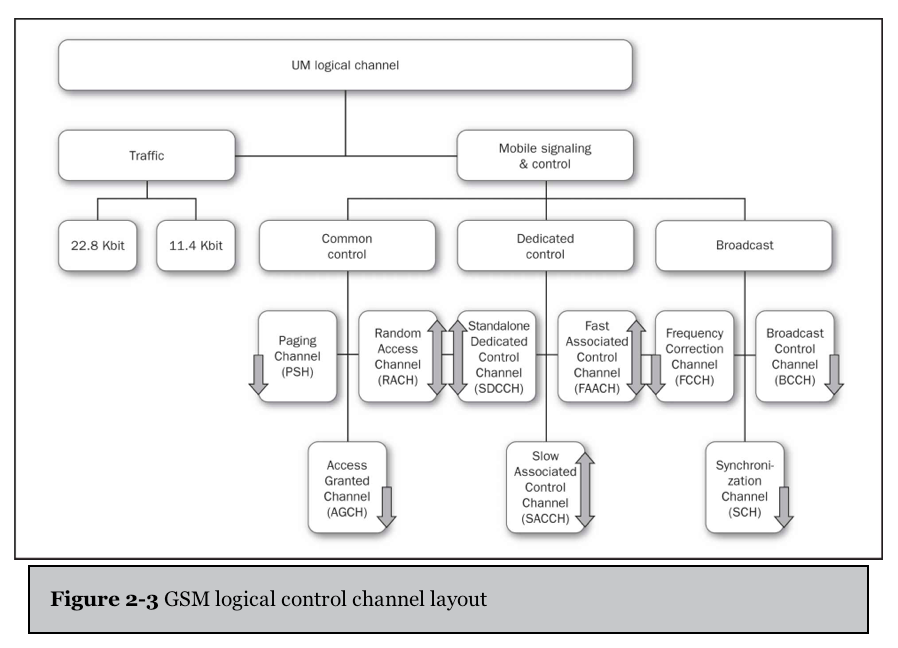 UM logical channel
Traffic
Mobile signaling
& control
22.8 Kbit
11.4 Kbit
Common
control
Dedicated
control
Broadcast
Paging
Channel
(PSH)
Random
Access
Channel
(RACH)
Standalone
Dedicated
Control
Channel
(SDCCH)
Fast
Associated
Control
Channel
(FAACH)
Frequency
Correction
Channel
(FCCH)
Broadcast
Control
Channel
(BCCH)
Access
Granted
Channel
(AGCH)
Slow
Associated
Control
Channel
(SACCH)
Synchroni-
zation
Channel
(SCH)
Figure 2-3 GSM logical control channel layout